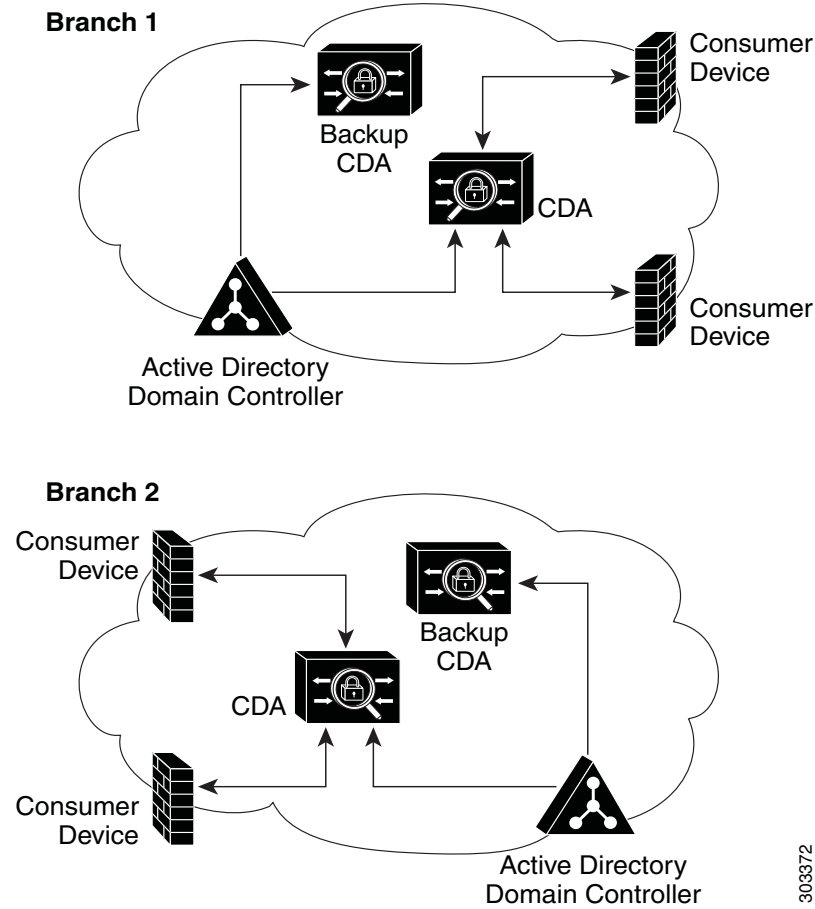 Branch 1
Consumer
Device
Backup
CDA
CDA
Consumer
Device
Active Directory
Domain Controller
Branch 2
Consumer
Device
Backup
CDA
CDA
Consumer
Device
Active Directory
Domain Controller
303372